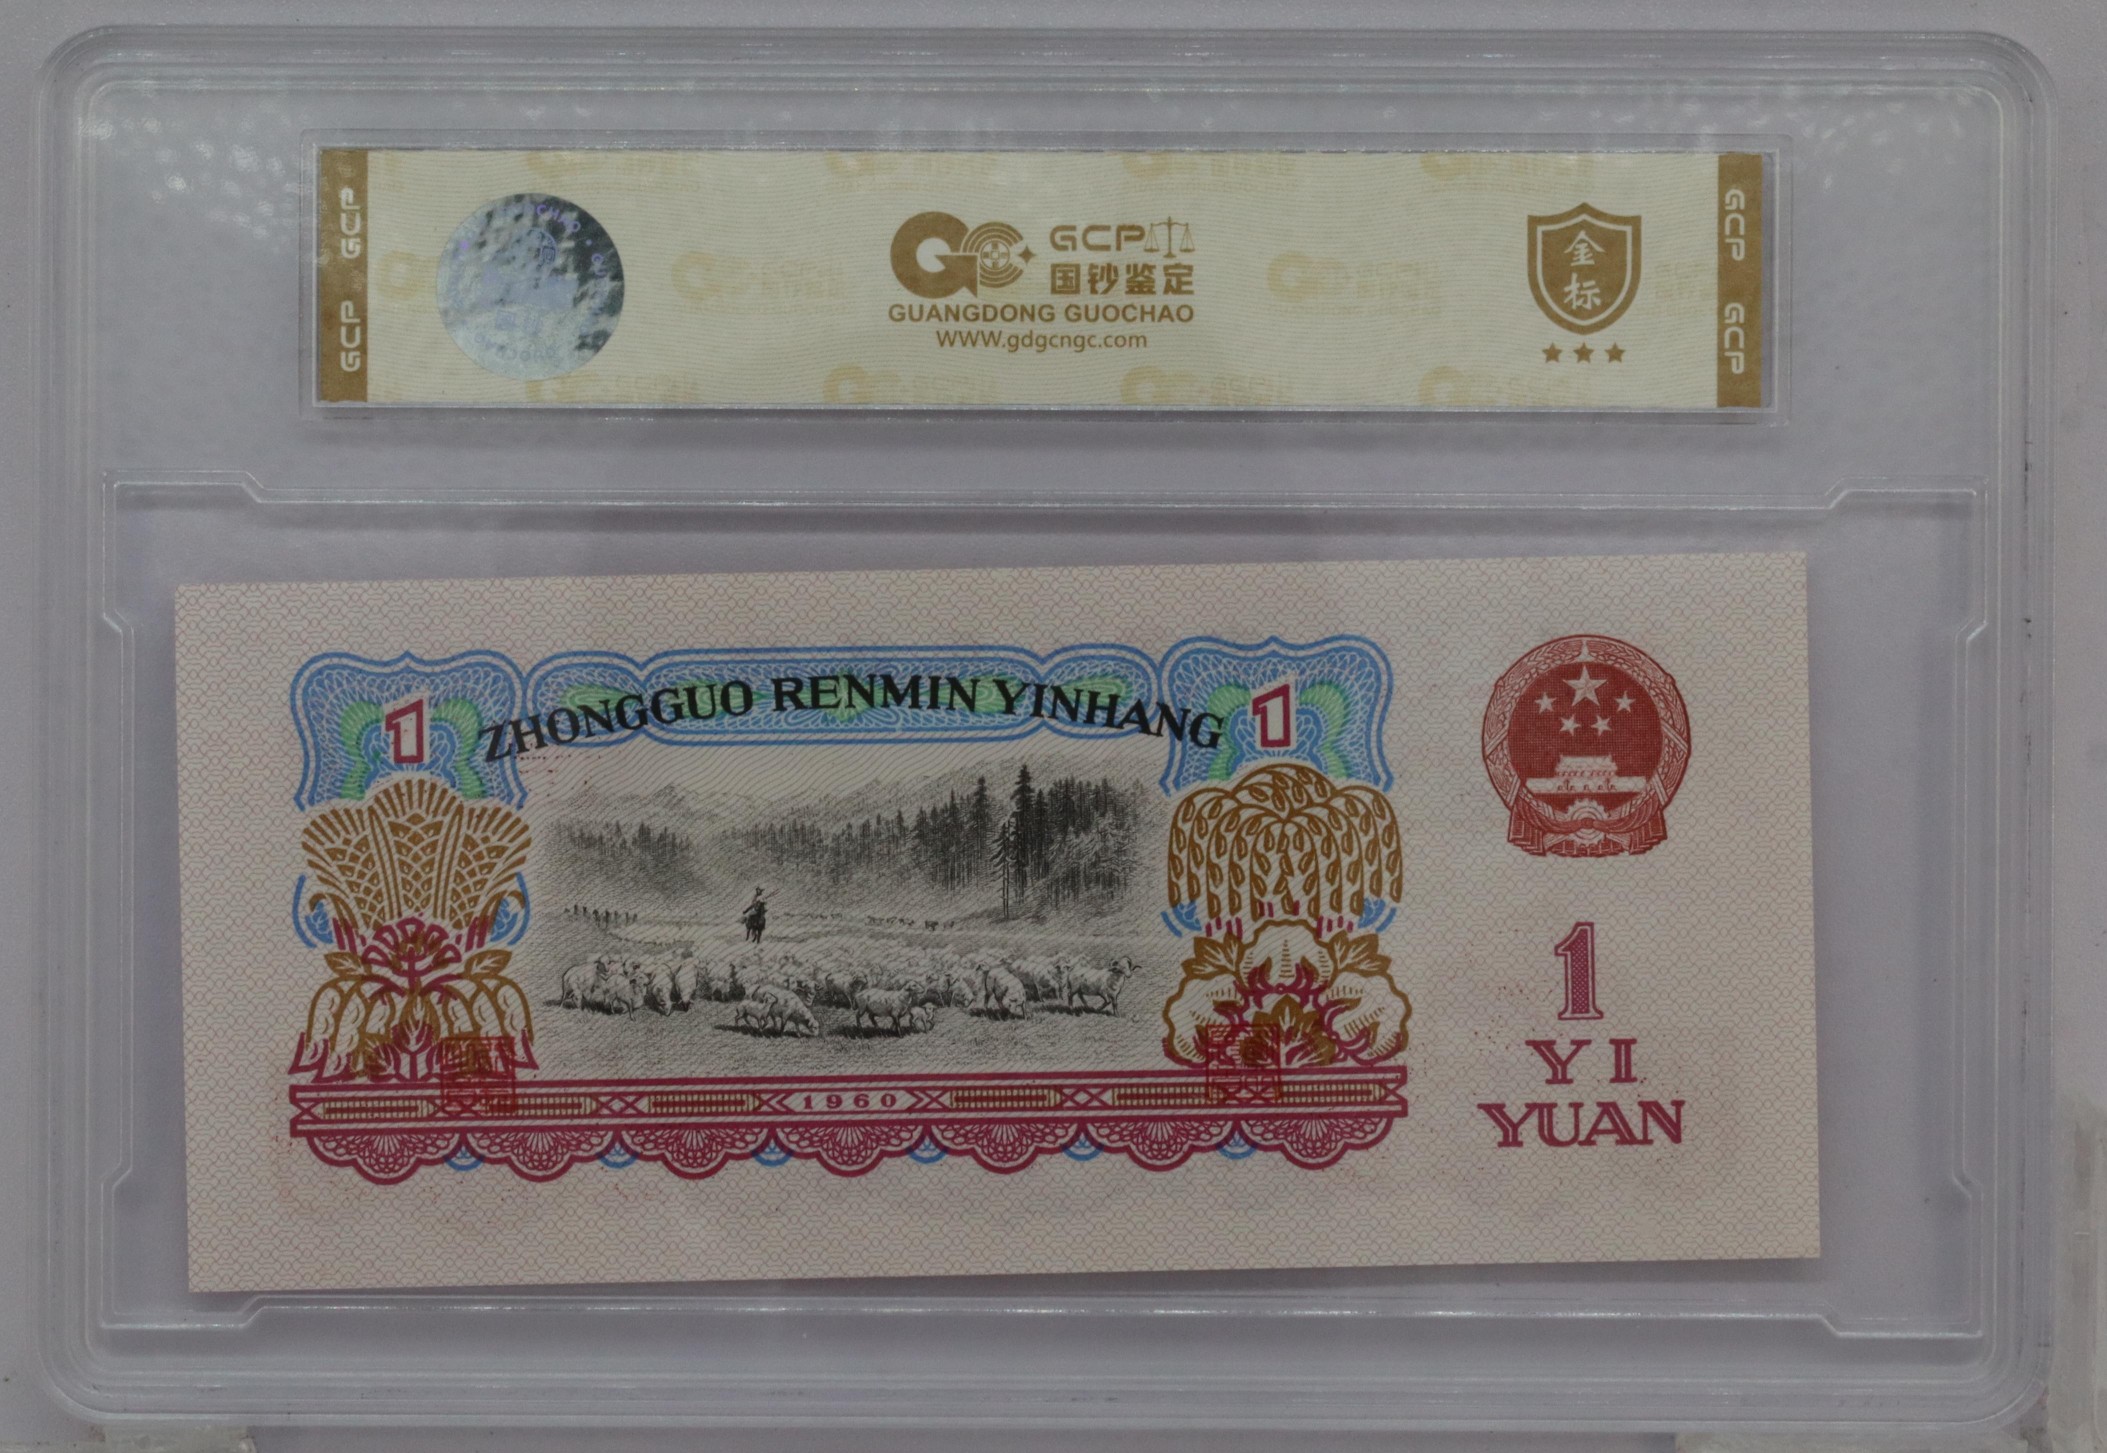 GCP GCP
GCP
国钞鉴定
GUANGDONG GUOCHAO
WWW.gdgcngc.com
金标
GCP GCP
ZHONGGUO RENMIN YINHANG
1
1
1960
1
YI
YUAN